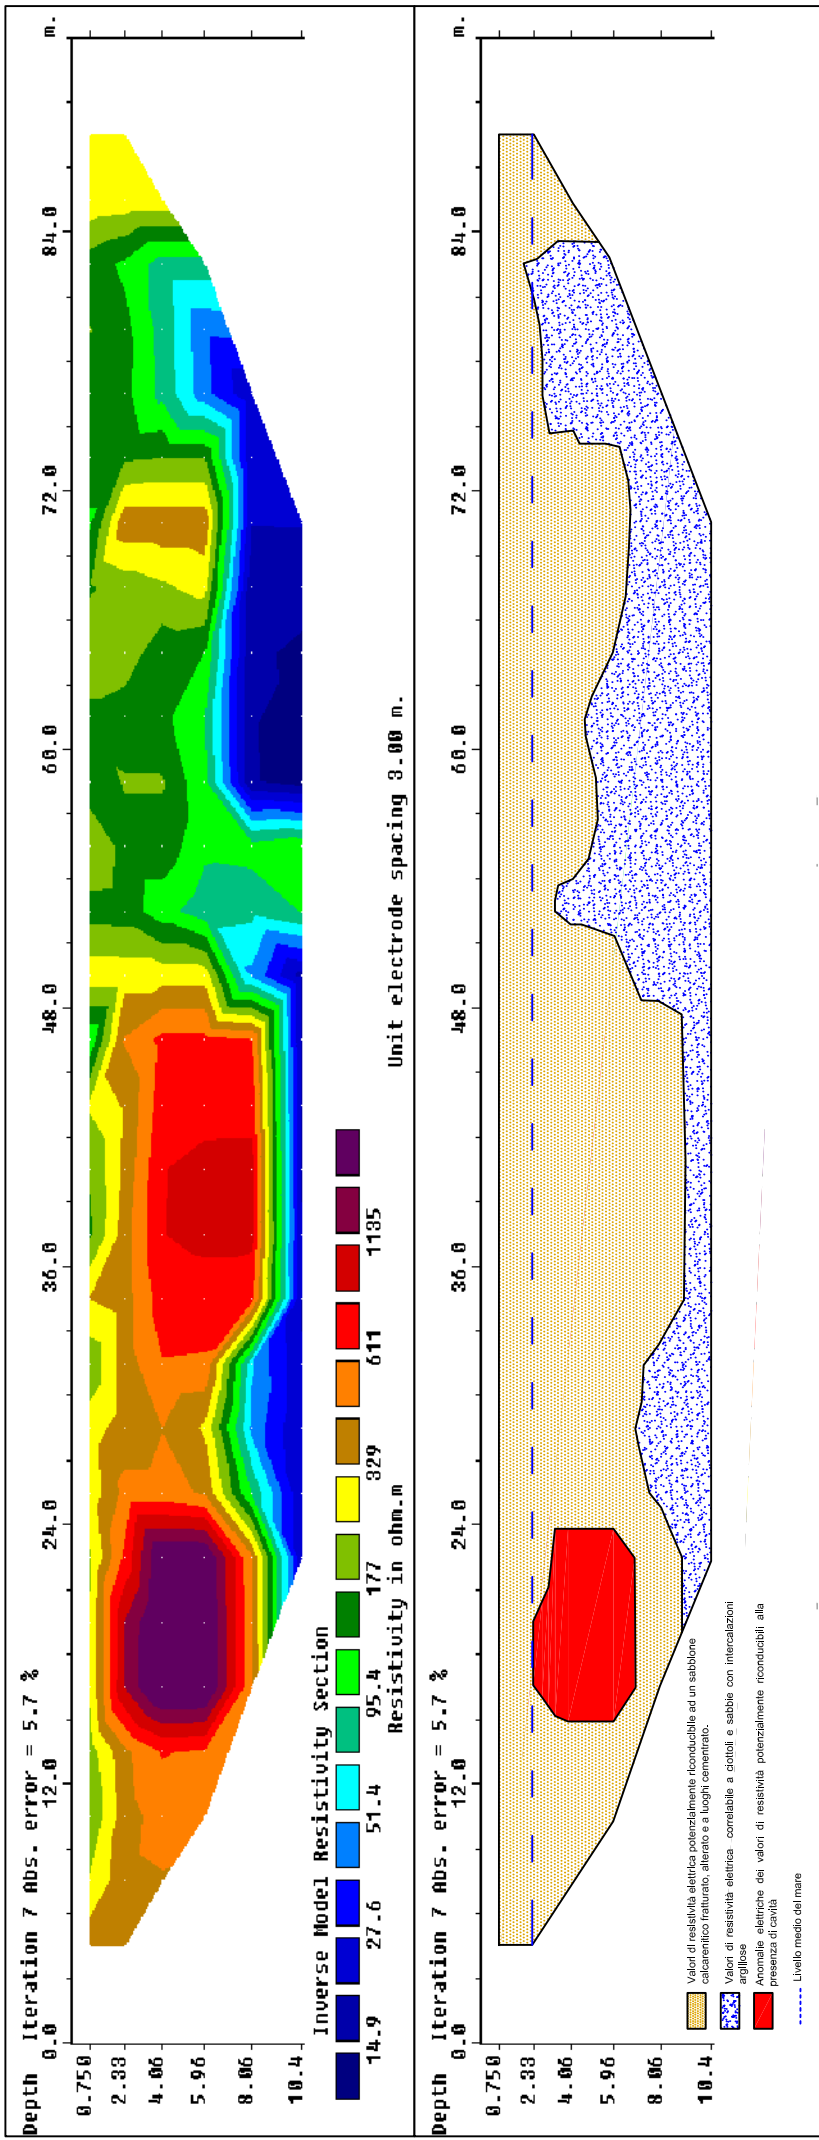 Depth Iteration 7 Abs. error = 5.7 %
0.0 12.0 24.0 36.0 48.0 60.0 72.0 84.0 m.
0.750
2.33
4.06
5.96
8.06
10.4
Inverse Model Resistivity Section
14.9 27.6 51.4 95.4 177 329 611 1135
Resistivity in ohm.m
Unit electrode spacing 3.00 m.
Depth Iteration 7 Abs. error = 5.7 %
0.0 12.0 24.0 36.0 48.0 60.0 72.0 84.0 m.
0.750
2.33
4.06
5.96
8.06
10.4
Valori di resistività elettrica potenzialmente riconducibile ad un sabbione
calcarenitico fratturato, alterato e a luoghi cementrato.
Valori di resistività elettrica correlabile a ciottoli e sabbie con intercalazioni
argillose
Anomalie elettriche dei valori di resistività potenzialmente riconducibili alla
presenza di cavità
Livello medio del mare